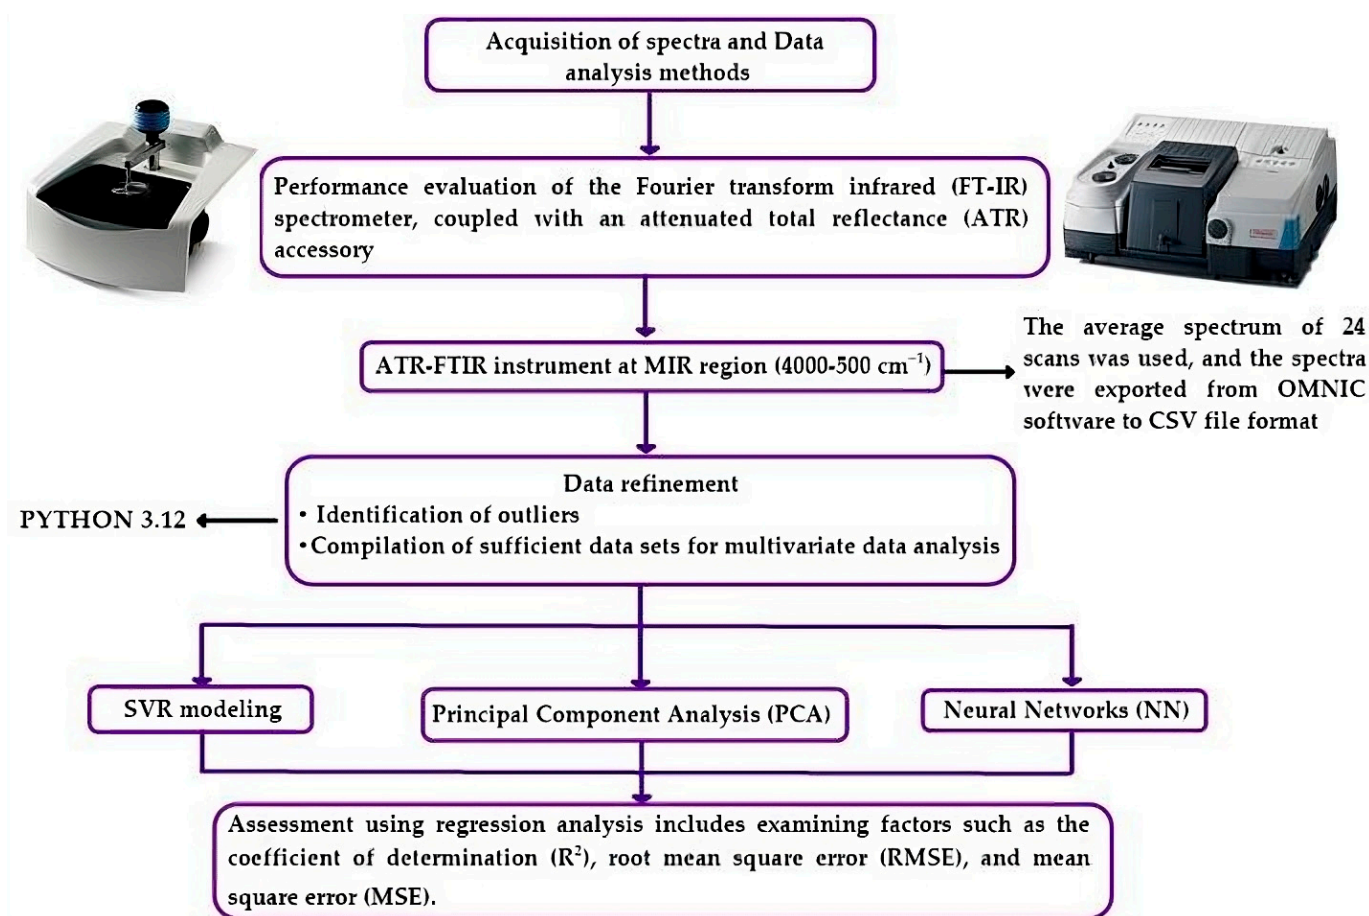 Acquisition of spectra and Data
analysis methods
Performance evaluation of the Fourier transform infrared (FT-IR)
spectrometer, coupled with an attenuated total reflectance (ATR)
accessory
ATR-FTIR instrument at MIR region (4000-500 cm⁻¹)
The average spectrum of 24
scans was used, and the spectra
were exported from OMNIC
software to CSV file format
Data refinement
• Identification of outliers
• Compilation of sufficient data sets for multivariate data analysis
PYTHON 3.12
SVR modeling
Principal Component Analysis (PCA)
Neural Networks (NN)
Assessment using regression analysis includes examining factors such as the
coefficient of determination (R²), root mean square error (RMSE), and mean
square error (MSE).